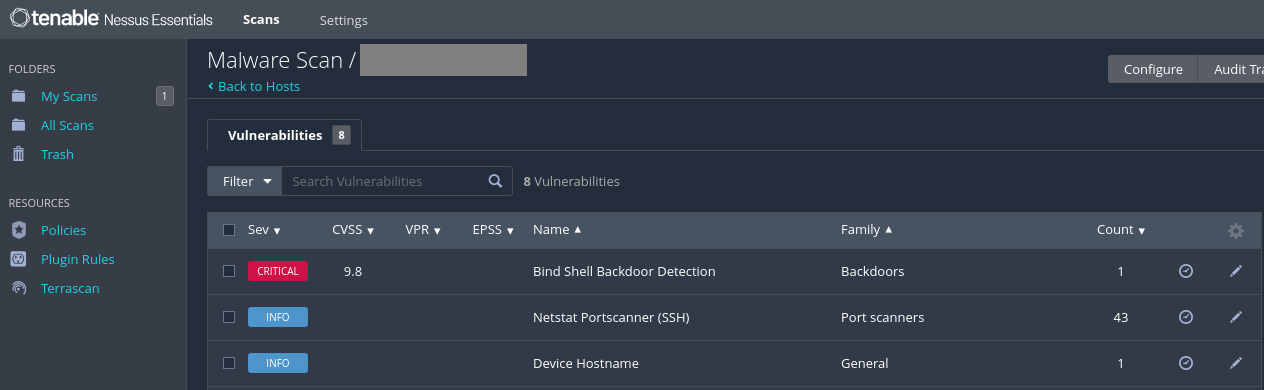 tenable Nessus Essentials Scans Settings
FOLDERS
My Scans 1
All Scans
Trash
RESOURCES
Policies
Plugin Rules
Terrascan
Malware Scan /
Back to Hosts
Configure Audit Tra
Vulnerabilities 8
Filter Search Vulnerabilities 8 Vulnerabilities
Sev CVSS VPR EPSS Name Family Count
CRITICAL 9.8 Bind Shell Backdoor Detection Backdoors 1
INFO Netstat Portscanner (SSH) Port scanners 43
INFO Device Hostname General 1